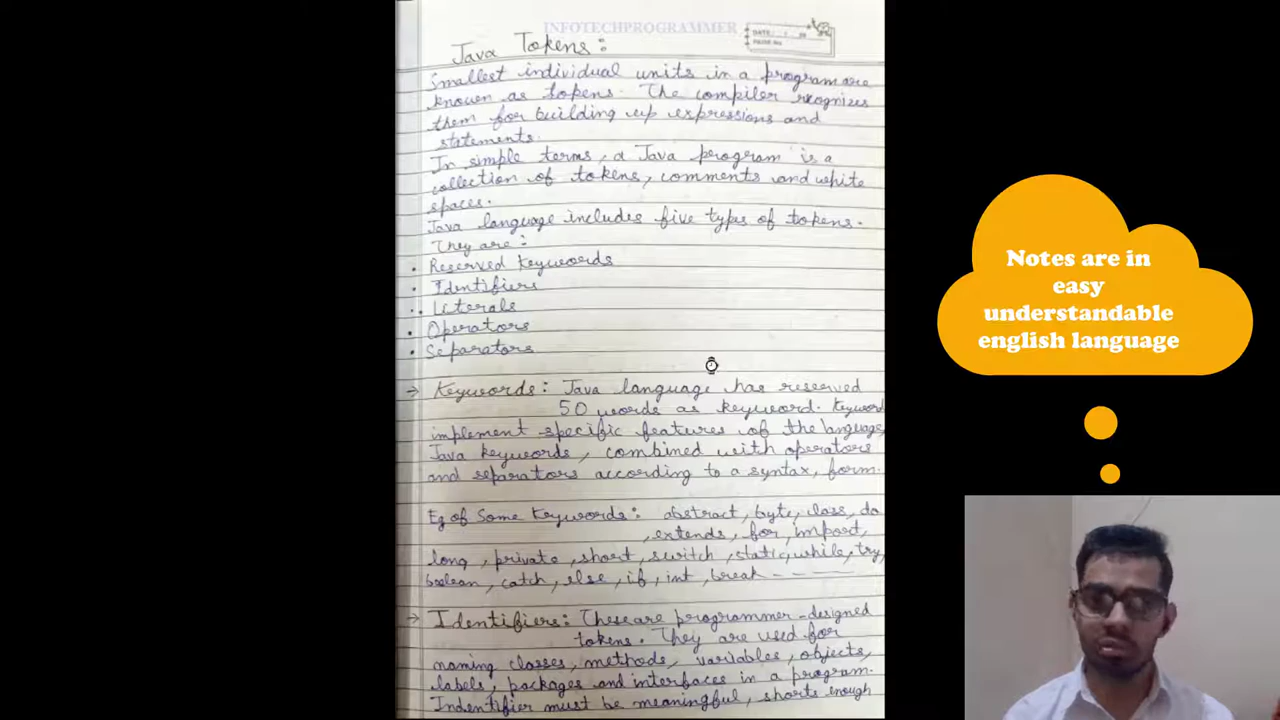 INFOTECHPROGRAMMER
DATE: / / 20
PAGE NO
Java Tokens:
Smallest individual units in a program are
known as tokens. The compiler recognizes
them for building up expressions and
statements.
In simple terms, a Java program is a
collection of tokens, comments and white
spaces.
Java language includes five types of tokens.
They are:
• Reserved Keywords
• Identifiers
• Literals
• Operators
• Separators
→ Keywords: Java language has reserved
50 words as keyword. Keyword
implement specific features of the language,
Java keywords, combined with operators
and separators according to a syntax, form.
Eg of Some Keywords: abstract, byte, class, do
, extends, for, import,
long, private, short, switch, static, while, try,
boolean, catch, else, if, int, break - - - - -
→ Identifiers: These are programmer-designed
tokens. They are used for
naming classes, methods, variables, objects,
labels, packages and interfaces in a program.
Indentifier must be meaningful, shorts enough
Notes are in
easy
understandable
english language